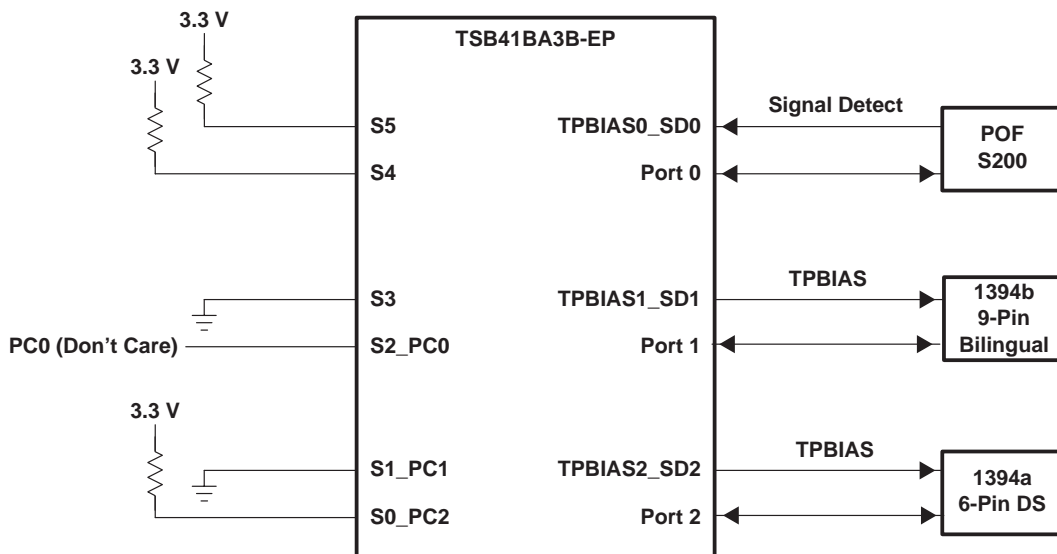 3.3 V
TSB41BA3B-EP
3.3 V
Signal Detect
S5
TPBIAS0_SD0
POF
S200
S4
Port 0
TPBIAS
S3
TPBIAS1_SD1
1394b
9-Pin
Bilingual
PC0 (Don't Care)
S2_PC0
Port 1
3.3 V
TPBIAS
S1_PC1
TPBIAS2_SD2
1394a
6-Pin DS
S0_PC2
Port 2